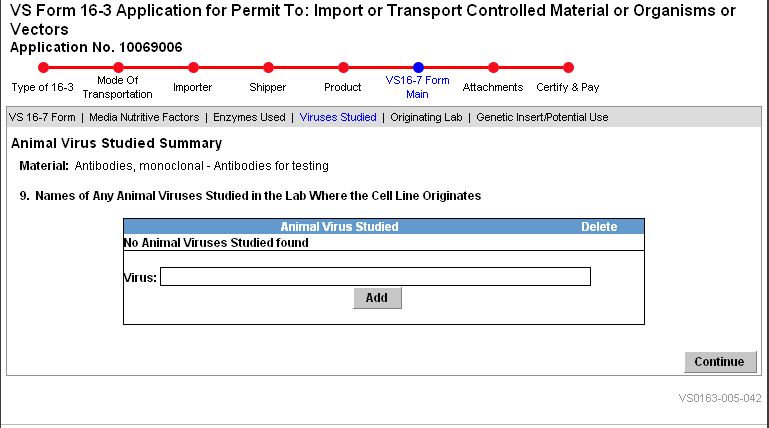 VS Form 16-3 Application for Permit To: Import or Transport Controlled Material or Organisms or
Vectors
Application No. 10069006
Type of 16-3
Mode Of
Transportation
Importer
Shipper
Product
VS16-7 Form
Main
Attachments
Certify & Pay
VS 16-7 Form | Media Nutritive Factors | Enzymes Used | Viruses Studied | Originating Lab | Genetic Insert/Potential Use
Animal Virus Studied Summary
Material: Antibodies, monoclonal - Antibodies for testing
9. Names of Any Animal Viruses Studied in the Lab Where the Cell Line Originates
Animal Virus Studied Delete
No Animal Viruses Studied found
Virus:
Add
Continue
VS0163-005-042